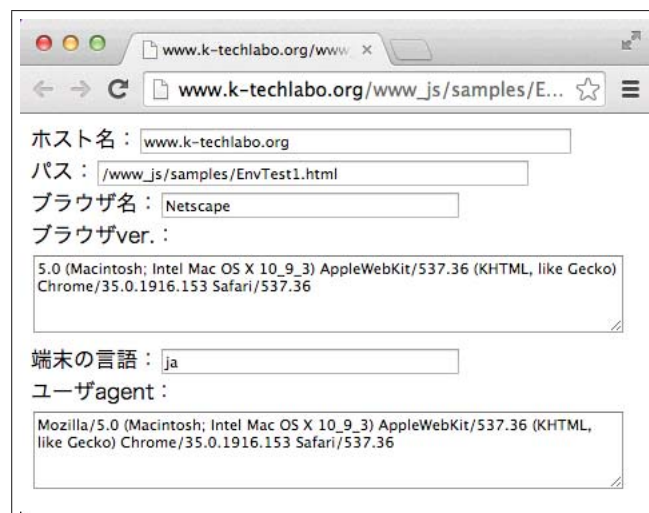 www.k-techlabo.org/www_
www.k-techlabo.org/www_js/samples/E...
ホスト名： www.k-techlabo.org
パス： /www_js/samples/EnvTest1.html
ブラウザ名： Netscape
ブラウザver.：
5.0 (Macintosh; Intel Mac OS X 10_9_3) AppleWebKit/537.36 (KHTML, like Gecko)
Chrome/35.0.1916.153 Safari/537.36
端末の言語： ja
ユーザagent：
Mozilla/5.0 (Macintosh; Intel Mac OS X 10_9_3) AppleWebKit/537.36 (KHTML,
like Gecko) Chrome/35.0.1916.153 Safari/537.36